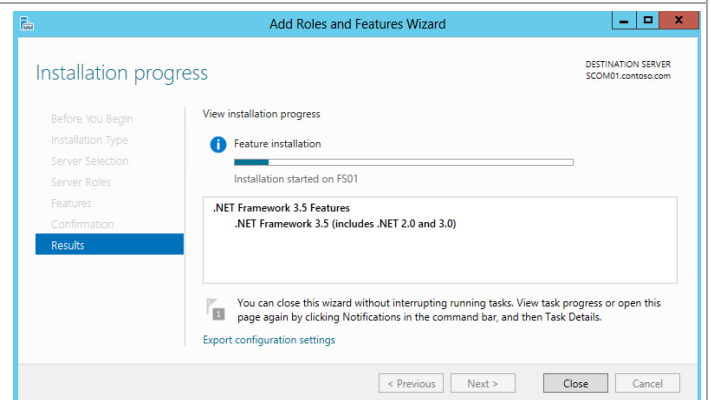 Add Roles and Features Wizard
Installation progress
DESTINATION SERVER
SCOM01.contoso.com
Before You Begin
Installation Type
Server Selection
Server Roles
Features
Confirmation
Results
View installation progress
Feature installation
Installation started on FS01
.NET Framework 3.5 Features
.NET Framework 3.5 (includes .NET 2.0 and 3.0)
1
You can close this wizard without interrupting running tasks. View task progress or open this
page again by clicking Notifications in the command bar, and then Task Details.
Export configuration settings
< Previous
Next >
Close
Cancel